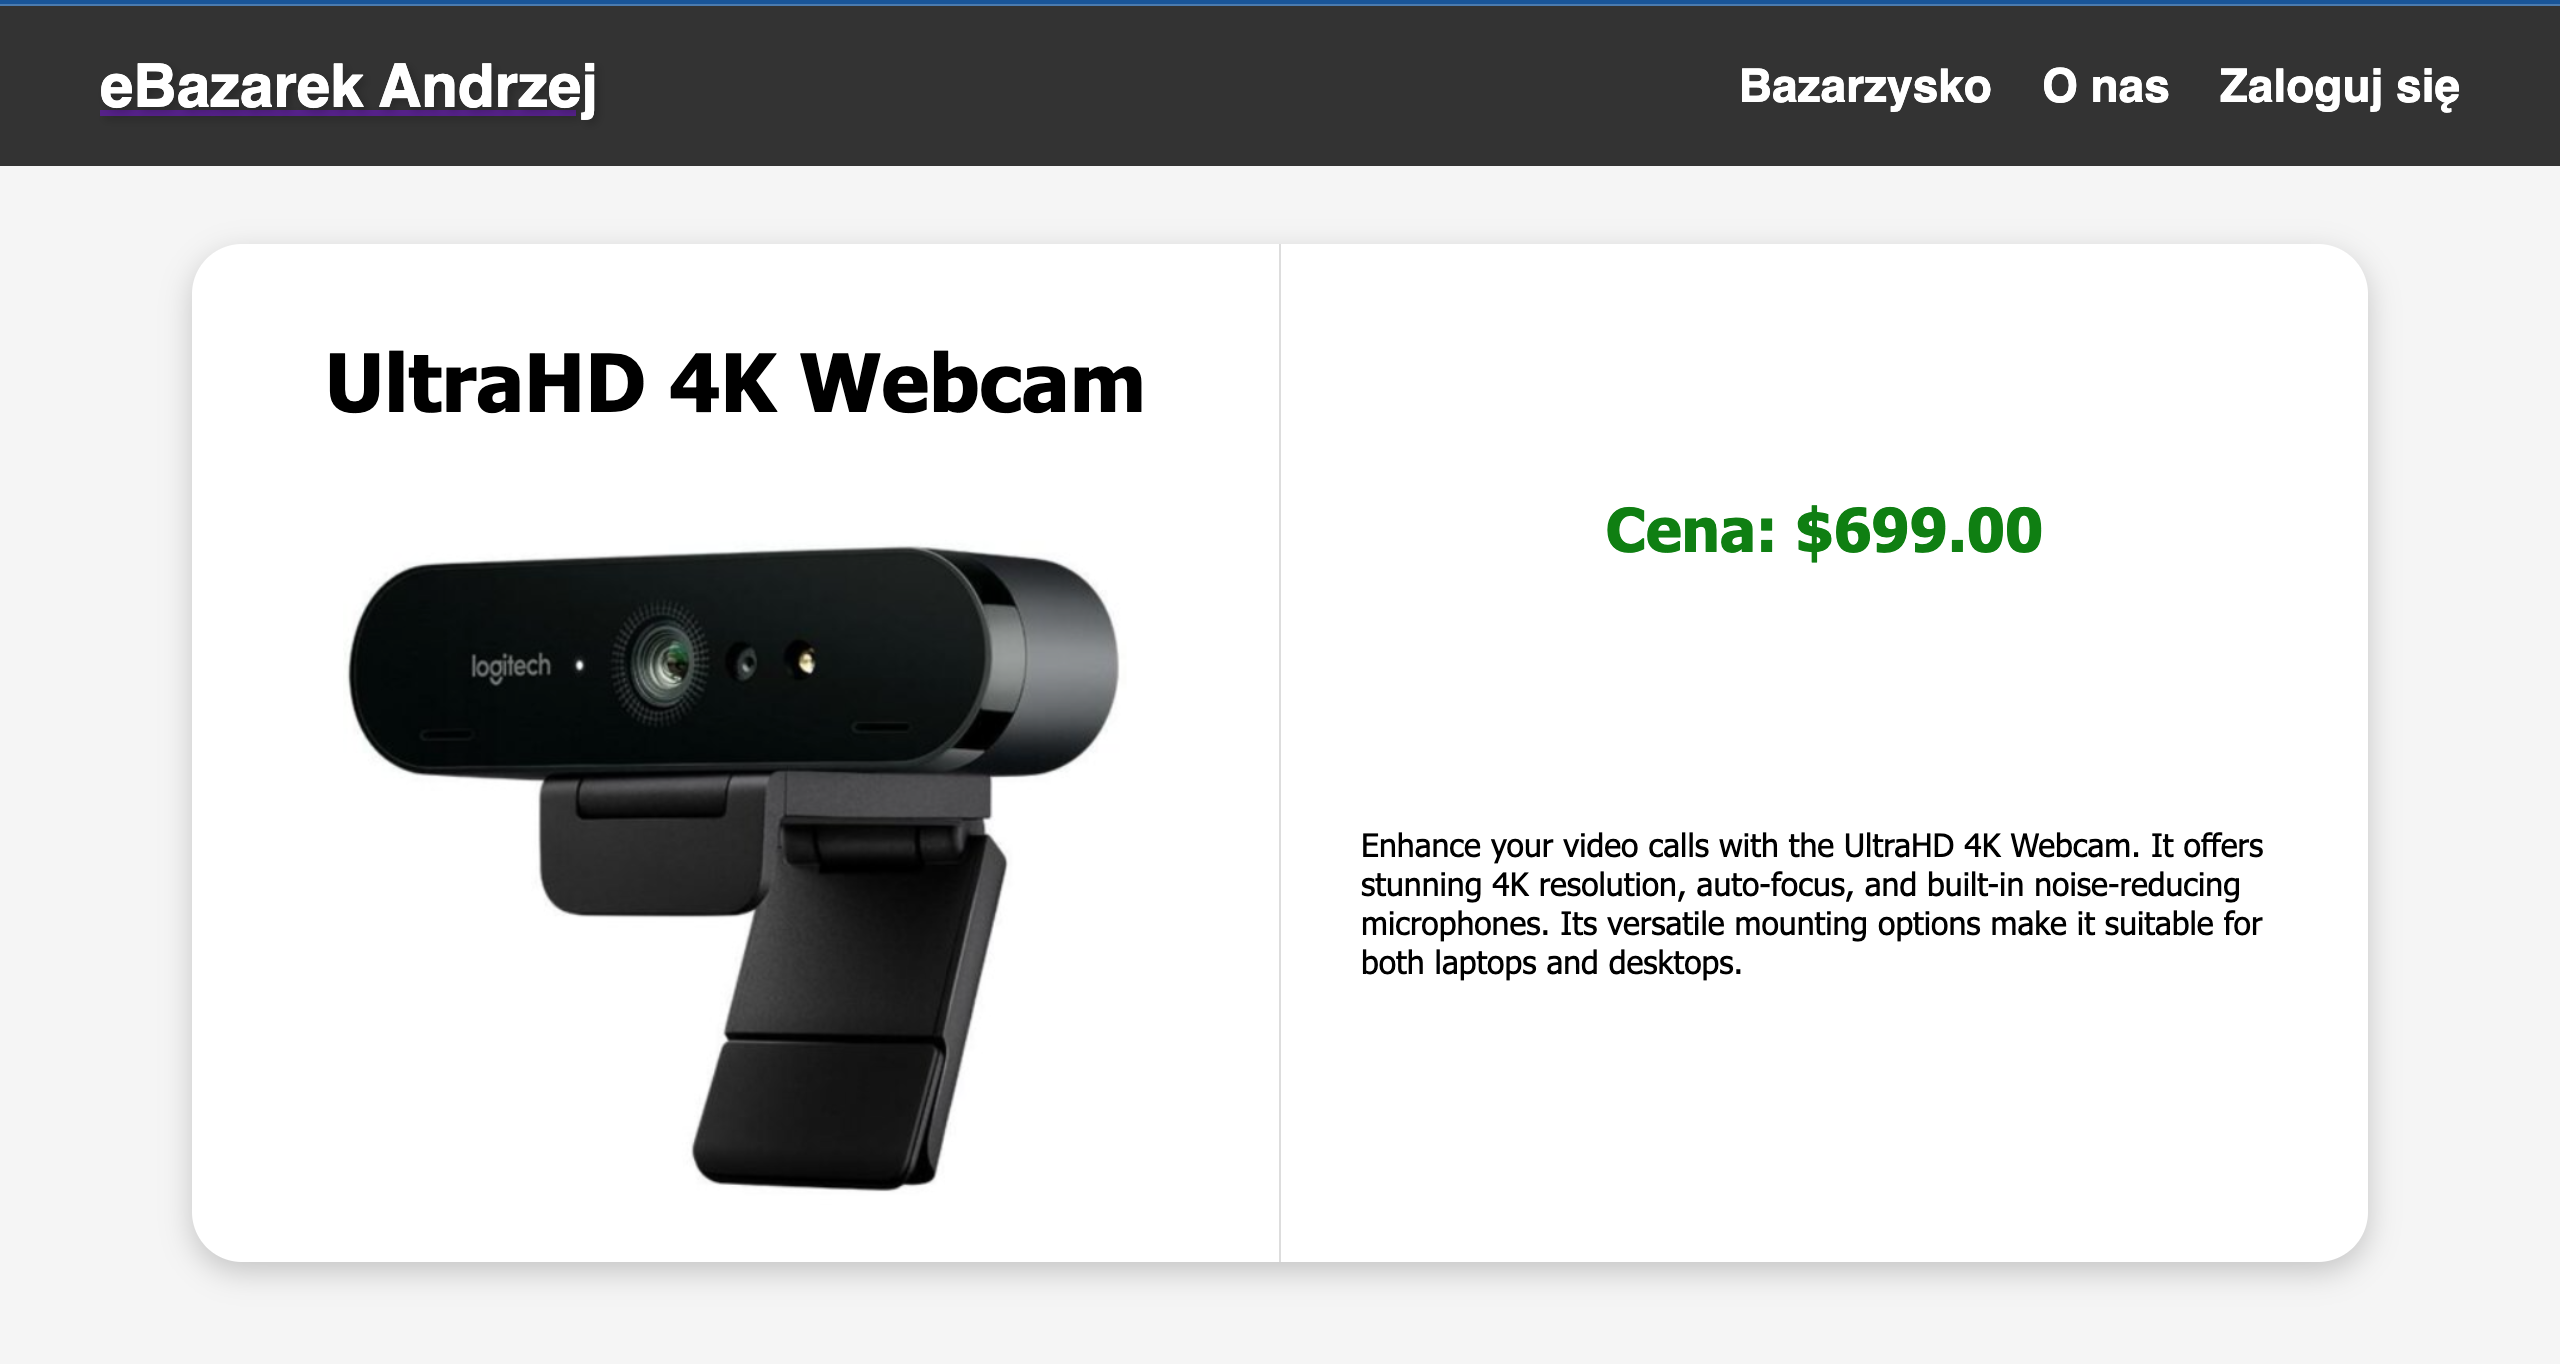 eBazarek Andrzej
Bazarzysko O nas Zaloguj się
UltraHD 4K Webcam
logitech
Cena: $699.00
Enhance your video calls with the UltraHD 4K Webcam. It offers
stunning 4K resolution, auto-focus, and built-in noise-reducing
microphones. Its versatile mounting options make it suitable for
both laptops and desktops.